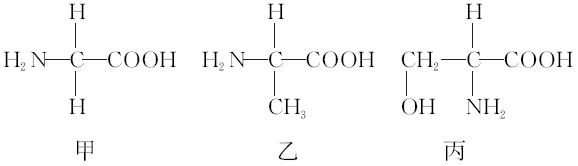 H H H
H₂N—C—COOH H₂N—C—COOH CH₂—C—COOH
H CH₃ OH NH₂
甲 乙 丙